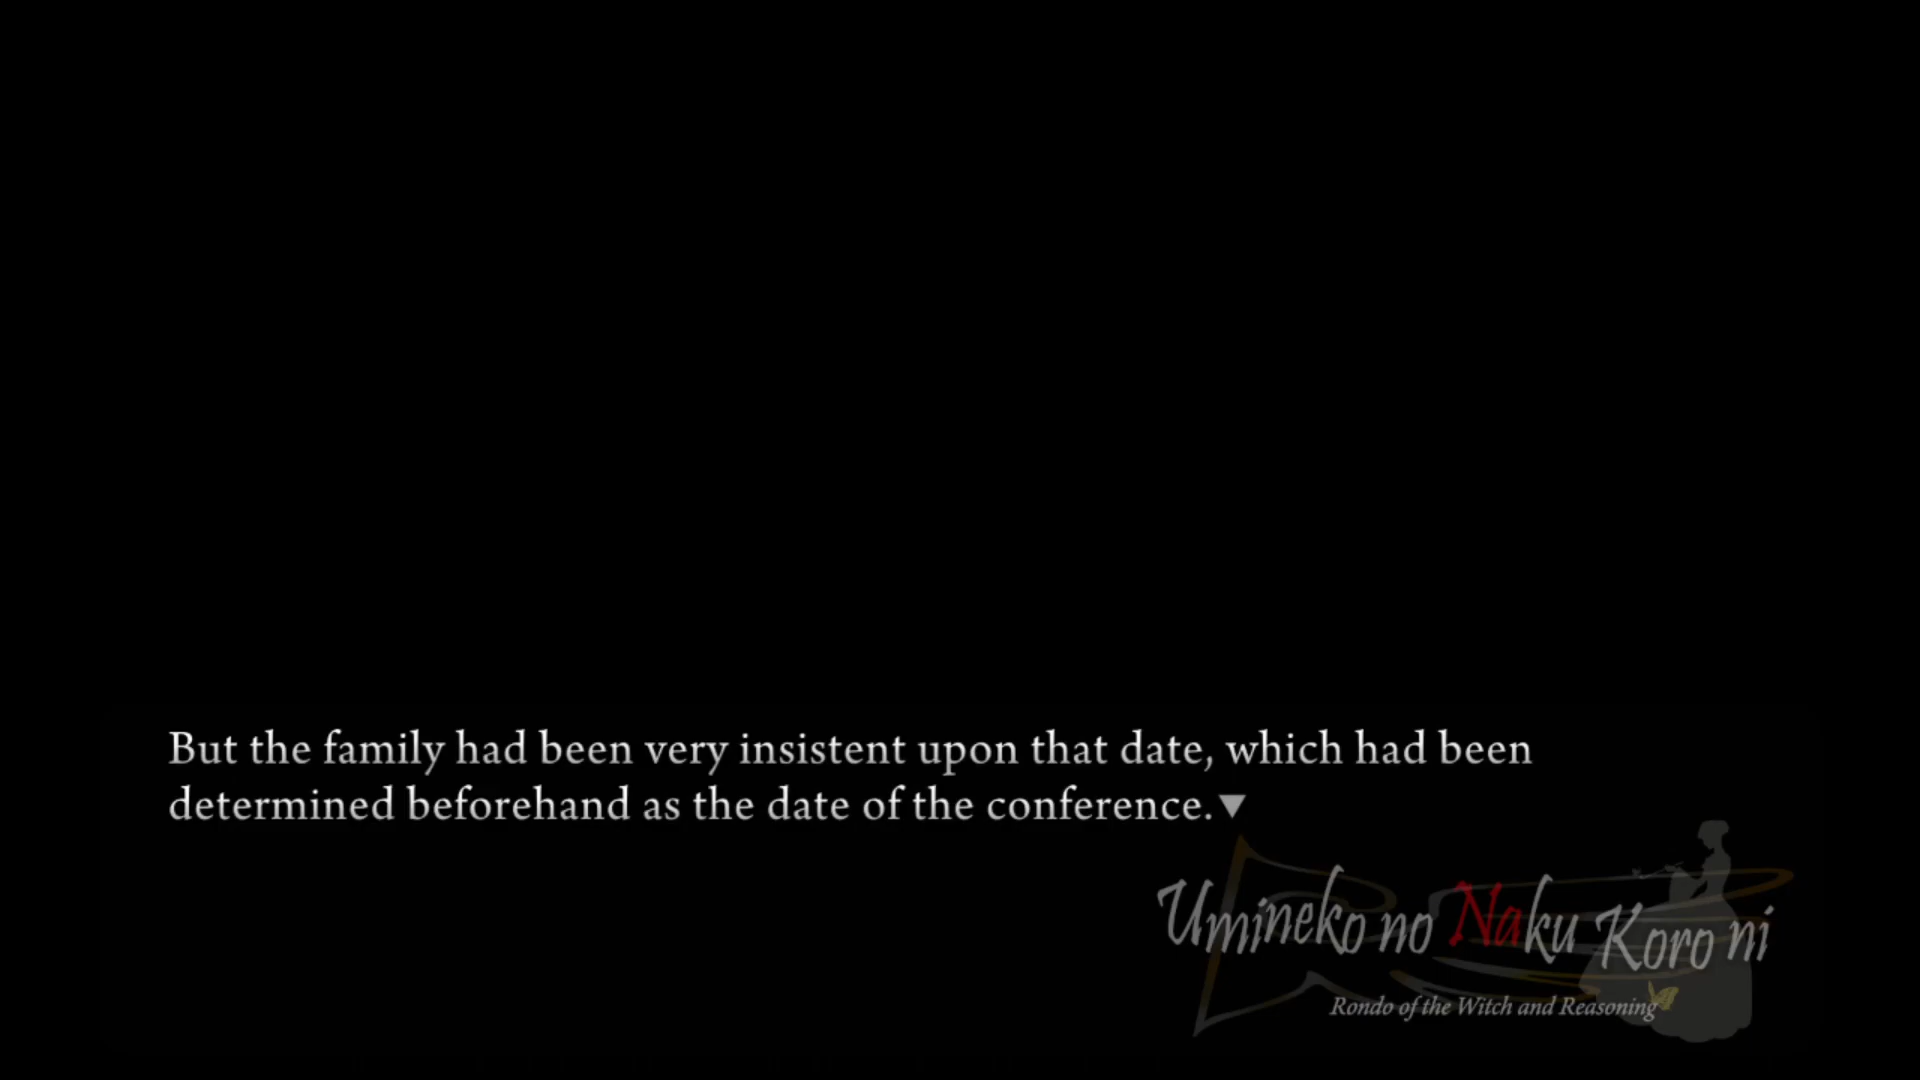 But the family had been very insistent upon that date, which had been
determined beforehand as the date of the conference.
Umineko no Naku Koro ni
Rondo of the Witch and Reasoning